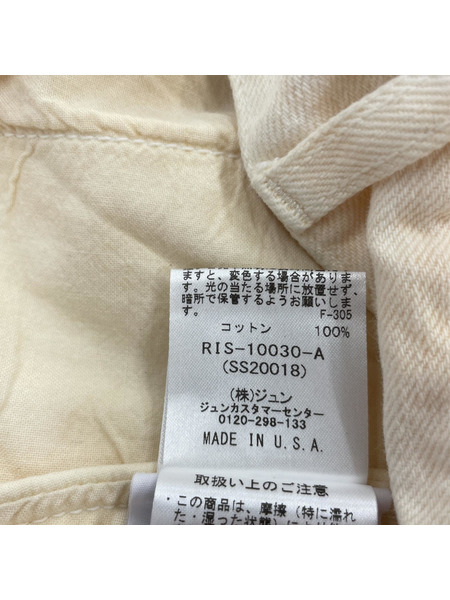 ますと、変色する場合がありま
す。光の当たる場所に放置せず、
暗所で保管するようお願いしま
す。
F-305
コットン 100%
RIS-10030-A
(SS20018)
(株)ジュン
ジュンカスタマーセンター
0120-298-133
MADE IN U.S.A.
取扱い上のご注意
・この商品は、摩擦（特に濡れ
た・湿った状態）に